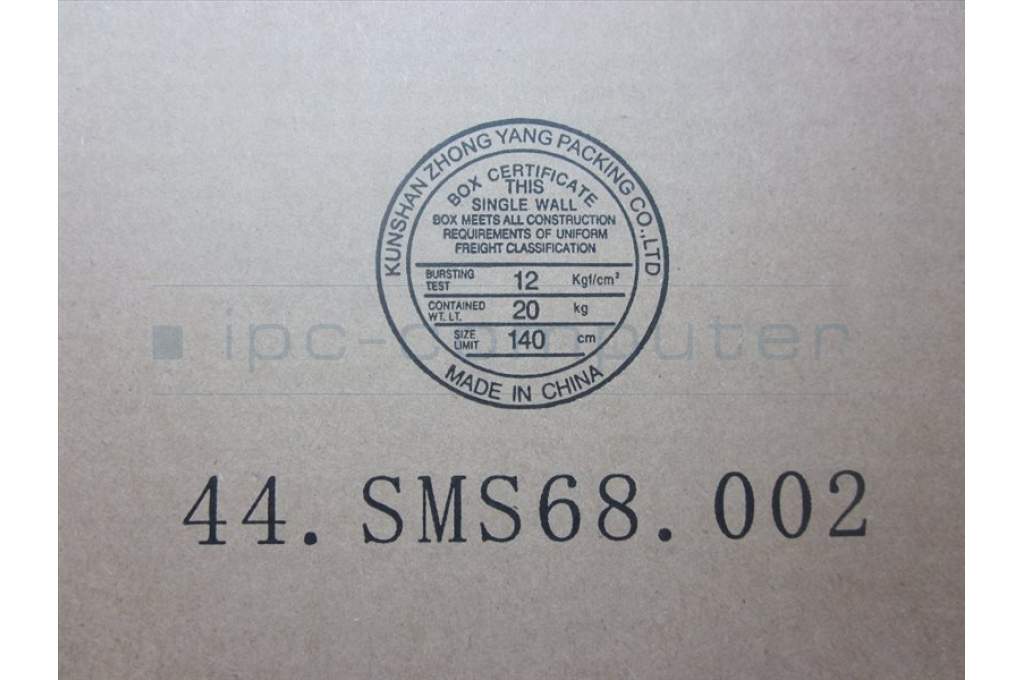 KUNSHAN ZHONG YANG PACKING CO.,LTD
BOX CERTIFICATE
THIS
SINGLE WALL
BOX MEETS ALL CONSTRUCTION
REQUIREMENTS OF UNIFORM
FREIGHT CLASSIFICATION
BURSTING TEST 12 Kgf/cm²
CONTAINED WT. LT. 20 kg
SIZE LIMIT 140 cm
MADE IN CHINA
ipc-computer
44.SMS68.002